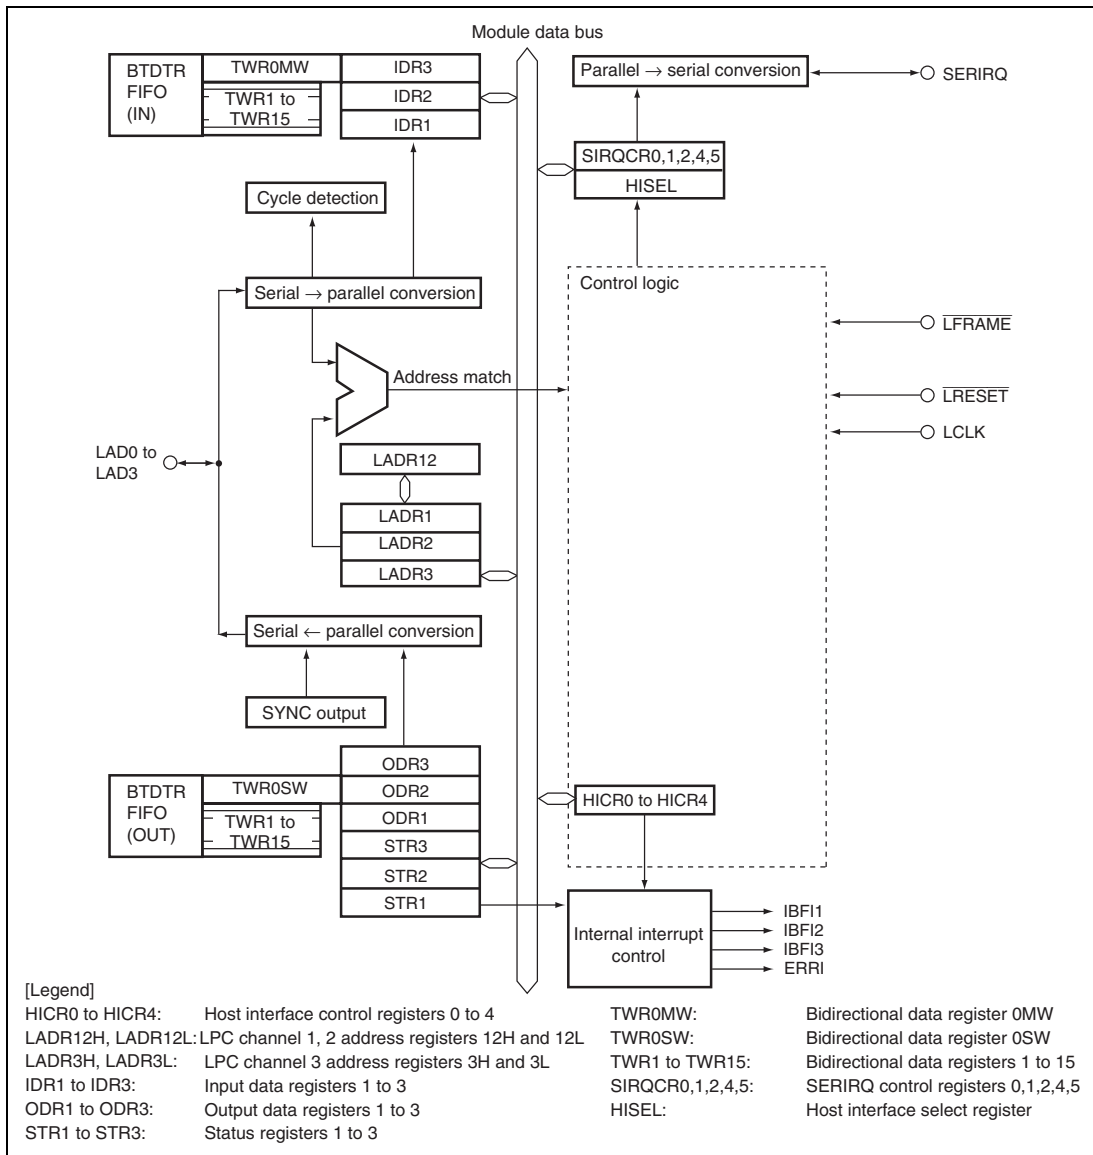 Module data bus
BTDTR
FIFO
(IN)
TWR0MW
TWR1 to
TWR15
IDR3
IDR2
IDR1
Parallel → serial conversion
SERIRQ
SIRQCR0,1,2,4,5
HISEL
Cycle detection
Serial → parallel conversion
Control logic
LFRAME
Address match
LRESET
LCLK
LAD0 to
LAD3
LADR12
LADR1
LADR2
LADR3
Serial ← parallel conversion
SYNC output
BTDTR
FIFO
(OUT)
TWR0SW
TWR1 to
TWR15
ODR3
ODR2
ODR1
STR3
STR2
STR1
HICR0 to HICR4
Internal interrupt
control
IBFI1
IBFI2
IBFI3
ERRI
[Legend]
HICR0 to HICR4: Host interface control registers 0 to 4
LADR12H, LADR12L: LPC channel 1, 2 address registers 12H and 12L
LADR3H, LADR3L: LPC channel 3 address registers 3H and 3L
IDR1 to IDR3: Input data registers 1 to 3
ODR1 to ODR3: Output data registers 1 to 3
STR1 to STR3: Status registers 1 to 3
TWR0MW: Bidirectional data register 0MW
TWR0SW: Bidirectional data register 0SW
TWR1 to TWR15: Bidirectional data registers 1 to 15
SIRQCR0,1,2,4,5: SERIRQ control registers 0,1,2,4,5
HISEL: Host interface select register